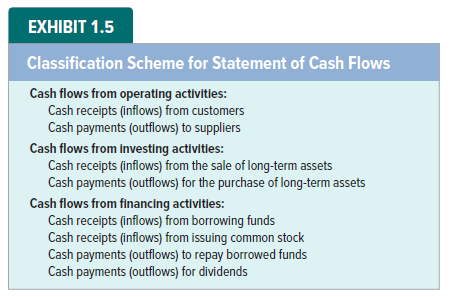 EXHIBIT 1.5
Classification Scheme for Statement of Cash Flows
Cash flows from operating activities:
Cash receipts (inflows) from customers
Cash payments (outflows) to suppliers
Cash flows from investing activities:
Cash receipts (inflows) from the sale of long-term assets
Cash payments (outflows) for the purchase of long-term assets
Cash flows from financing activities:
Cash receipts (inflows) from borrowing funds
Cash receipts (inflows) from issuing common stock
Cash payments (outflows) to repay borrowed funds
Cash payments (outflows) for dividends